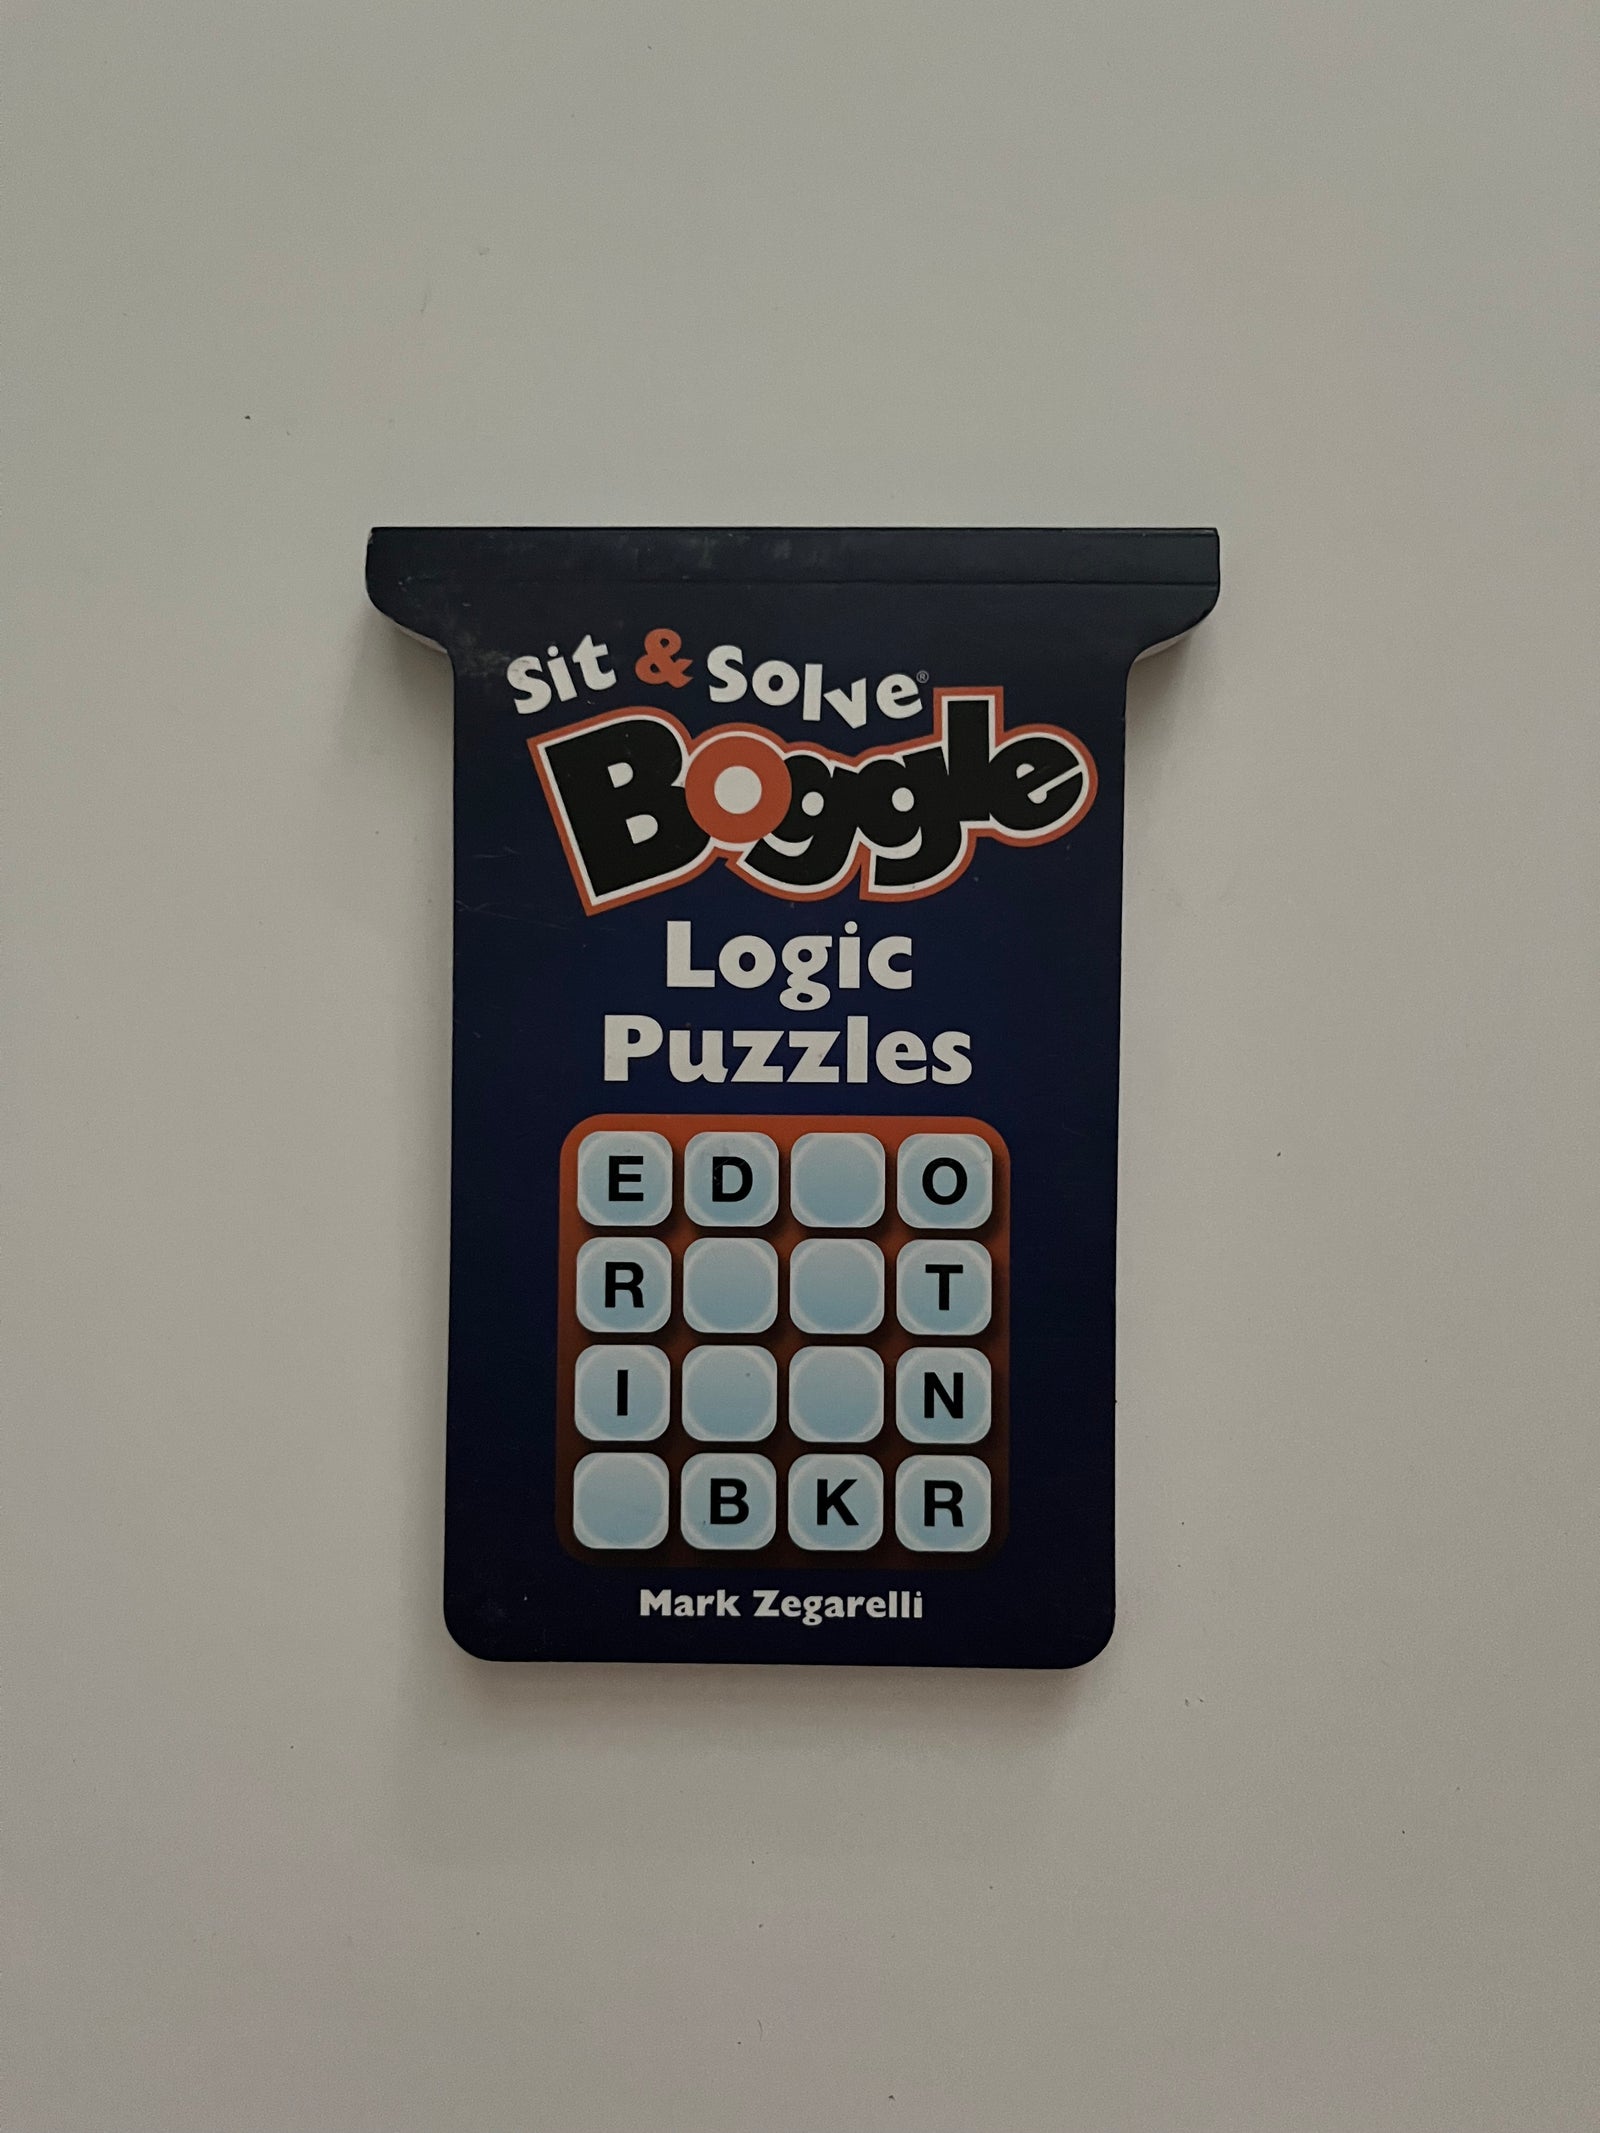 Sit & Solve®
Boggle
Logic
Puzzles
E D O
R T
I N
B K R
Mark Zegarelli